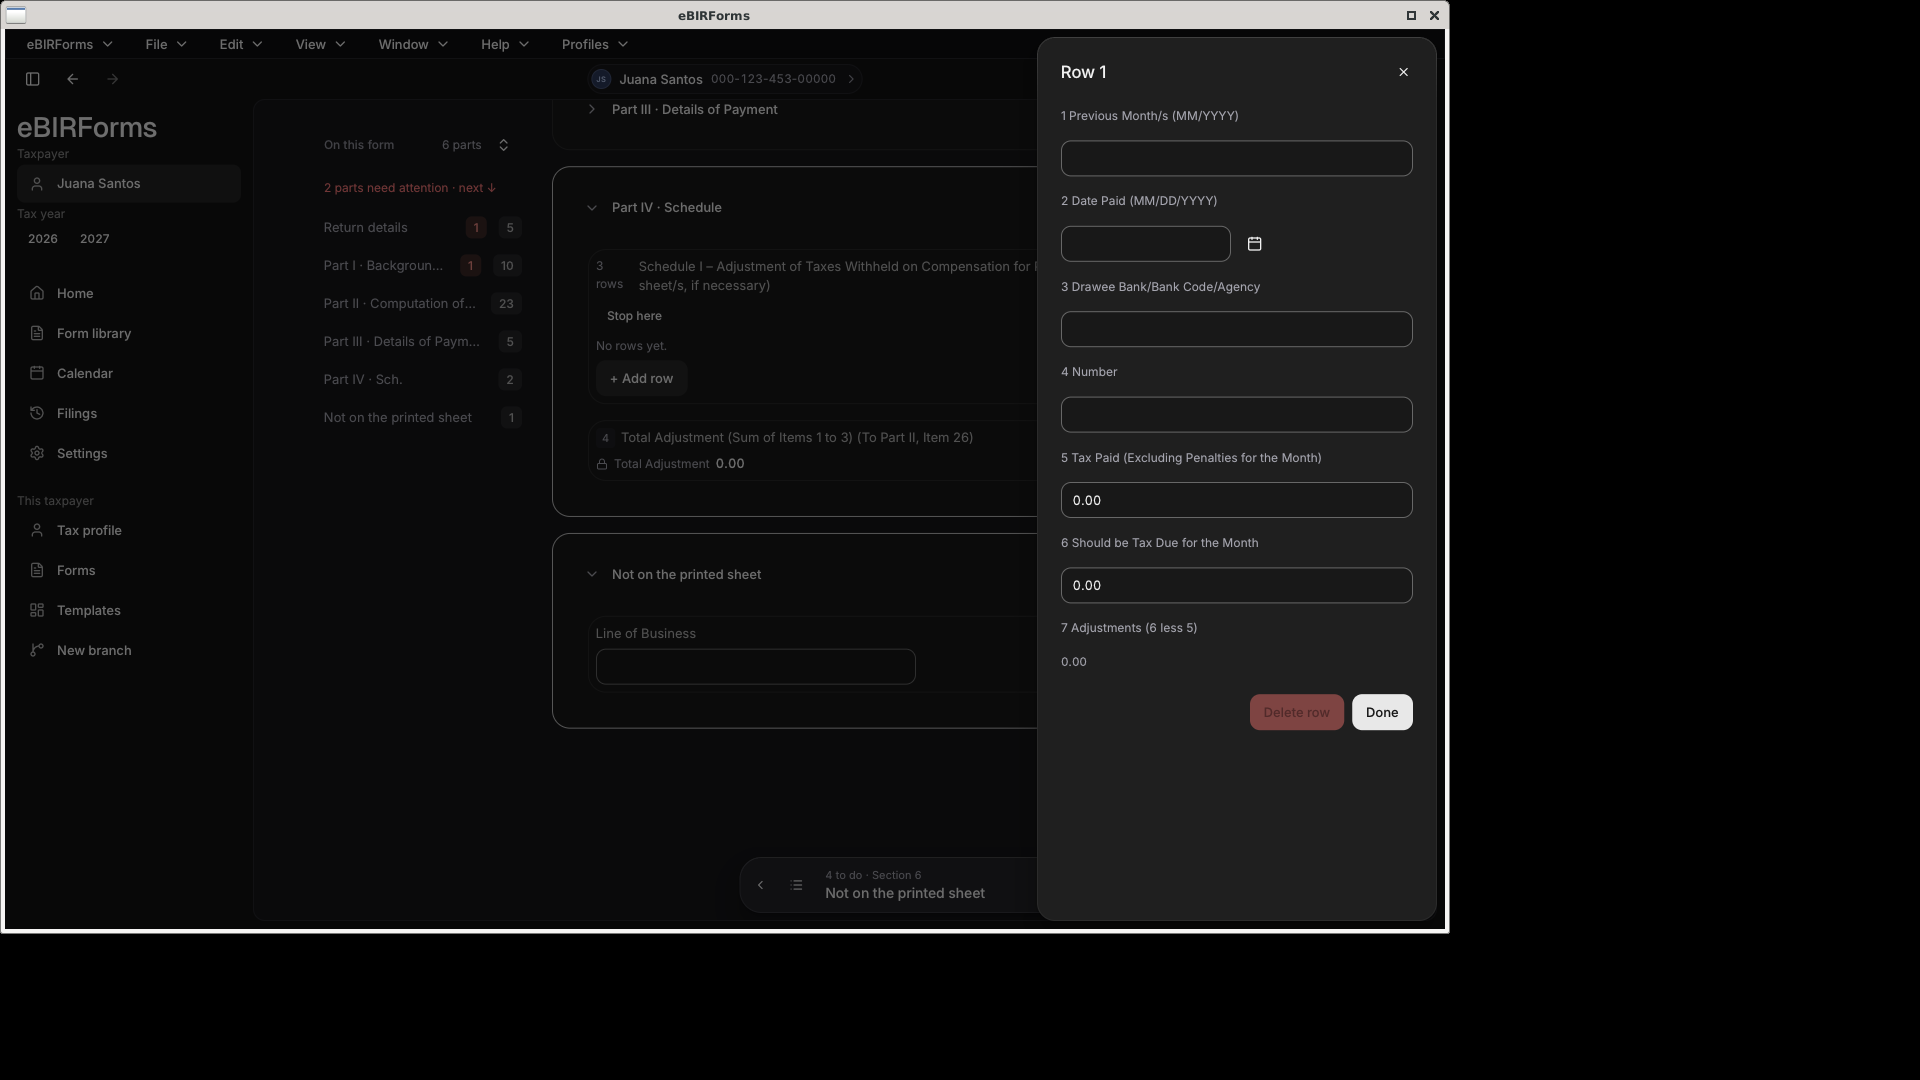 eBIRForms
eBIRForms File Edit View Window Help Profiles
JS Juana Santos 000-123-453-00000
eBIRForms
Taxpayer
Juana Santos
Tax year
2026 2027
Home
Form library
Calendar
Filings
Settings
This taxpayer
Tax profile
Forms
Templates
New branch
On this form 6 parts
2 parts need attention · next ↓
Return details 1 5
Part I · Backgroun... 1 10
Part II · Computation of... 23
Part III · Details of Paym... 5
Part IV · Sch. 2
Not on the printed sheet 1
Part III · Details of Payment
Part IV · Schedule
3 rows
Schedule I – Adjustment of Taxes Withheld on Compensation for
sheet/s, if necessary)
Stop here
No rows yet.
+ Add row
4 Total Adjustment (Sum of Items 1 to 3) (To Part II, Item 26)
Total Adjustment 0.00
Not on the printed sheet
Line of Business
4 to do · Section 6
Not on the printed sheet
Row 1
1 Previous Month/s (MM/YYYY)
2 Date Paid (MM/DD/YYYY)
3 Drawee Bank/Bank Code/Agency
4 Number
5 Tax Paid (Excluding Penalties for the Month)
0.00
6 Should be Tax Due for the Month
0.00
7 Adjustments (6 less 5)
0.00
Delete row Done